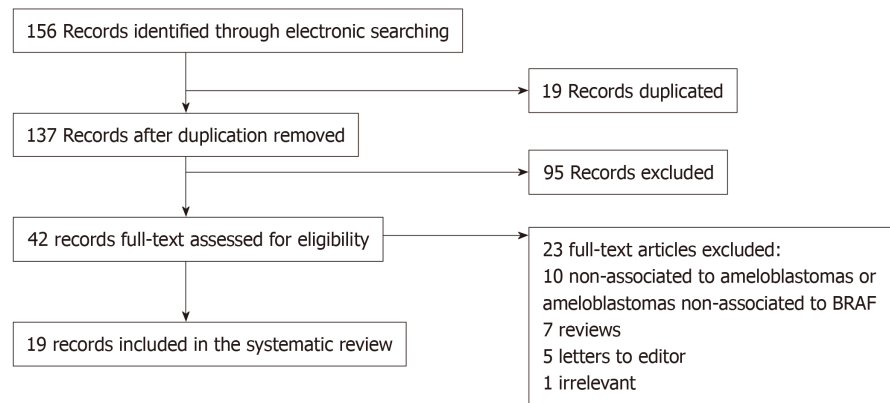 156 Records identified through electronic searching
19 Records duplicated
137 Records after duplication removed
95 Records excluded
42 records full-text assessed for eligibility
23 full-text articles excluded:
10 non-associated to ameloblastomas or
ameloblastomas non-associated to BRAF
7 reviews
5 letters to editor
1 irrelevant
19 records included in the systematic review